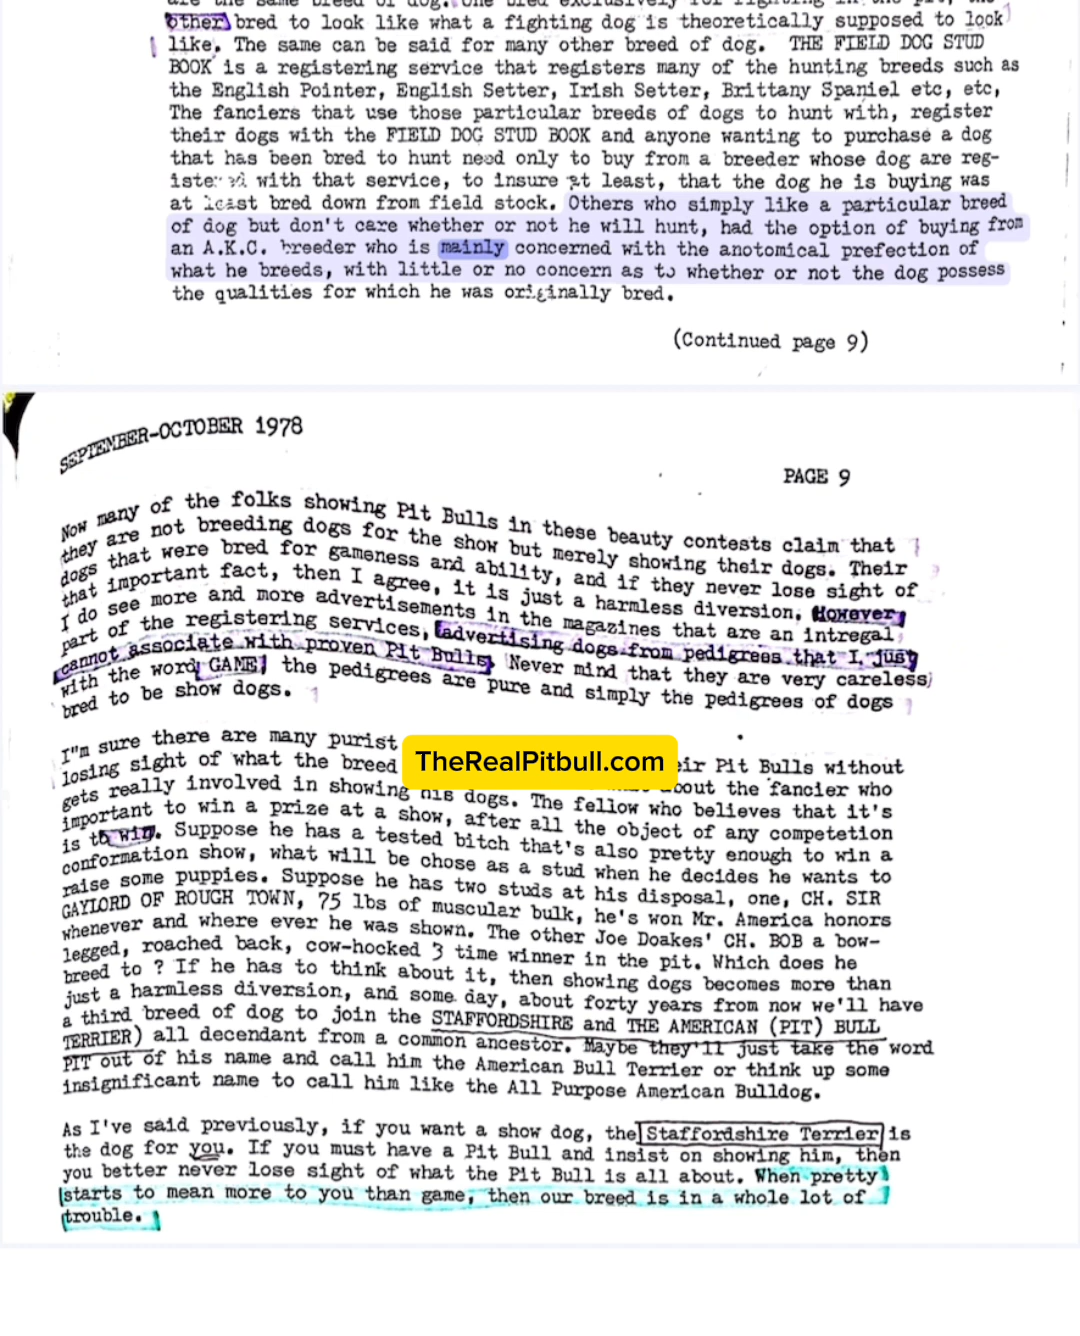 are the same breed of dog. One bred exclusively for fighting in the pit, the
other bred to look like what a fighting dog is theoretically supposed to look
like. The same can be said for many other breed of dog. THE FIELD DOG STUD
BOOK is a registering service that registers many of the hunting breeds such as
the English Pointer, English Setter, Irish Setter, Brittany Spaniel etc, etc,
The fanciers that use those particular breeds of dogs to hunt with, register
their dogs with the FIELD DOG STUD BOOK and anyone wanting to purchase a dog
that has been bred to hunt need only to buy from a breeder whose dog are reg-
istered with that service, to insure at least, that the dog he is buying was
at least bred down from field stock. Others who simply like a particular breed
of dog but don't care whether or not he will hunt, had the option of buying from
an A.K.C. breeder who is mainly concerned with the anotomical prefection of
what he breeds, with little or no concern as to whether or not the dog possess
the qualities for which he was originally bred.
(Continued page 9)
SEPTEMBER-OCTOBER 1978
PAGE 9
Now many of the folks showing Pit Bulls in these beauty contests claim that
they are not breeding dogs for the show but merely showing their dogs. Their
dogs that were bred for gameness and ability, and if they never lose sight of
that important fact, then I agree, it is just a harmless diversion. However
I do see more and more advertisements in the magazines that are an intregal
part of the registering services, advertising dogs from pedigrees that I just
cannot associate with proven Pit Bulls. Never mind that they are very careless
with the word GAME, the pedigrees are pure and simply the pedigrees of dogs
bred to be show dogs.
I"m sure there are many purist Pit Bulls without
losing sight of what the breed about the fancier who
TheRealPitbull.com
gets really involved in showing his dogs. The fellow who believes that it's
important to win a prize at a show, after all the object of any competetion
is to win. Suppose he has a tested bitch that's also pretty enough to win a
conformation show, what will be chose as a stud when he decides he wants to
raise some puppies. Suppose he has two studs at his disposal, one, CH. SIR
GAYLORD OF ROUGH TOWN, 75 lbs of muscular bulk, he's won Mr. America honors
whenever and where ever he was shown. The other Joe Doakes' CH. BOB a bow-
legged, roached back, cow-hocked 3 time winner in the pit. Which does he
breed to ? If he has to think about it, then showing dogs becomes more than
just a harmless diversion, and some day, about forty years from now we'll have
a third breed of dog to join the STAFFORDSHIRE and THE AMERICAN (PIT) BULL
TERRIER) all decendant from a common ancestor. Maybe they'll just take the word
PIT out of his name and call him the American Bull Terrier or think up some
insignificant name to call him like the All Purpose American Bulldog.
As I've said previously, if you want a show dog, the Staffordshire Terrier is
the dog for you. If you must have a Pit Bull and insist on showing him, then
you better never lose sight of what the Pit Bull is all about. When pretty
starts to mean more to you than game, then our breed is in a whole lot of
trouble.